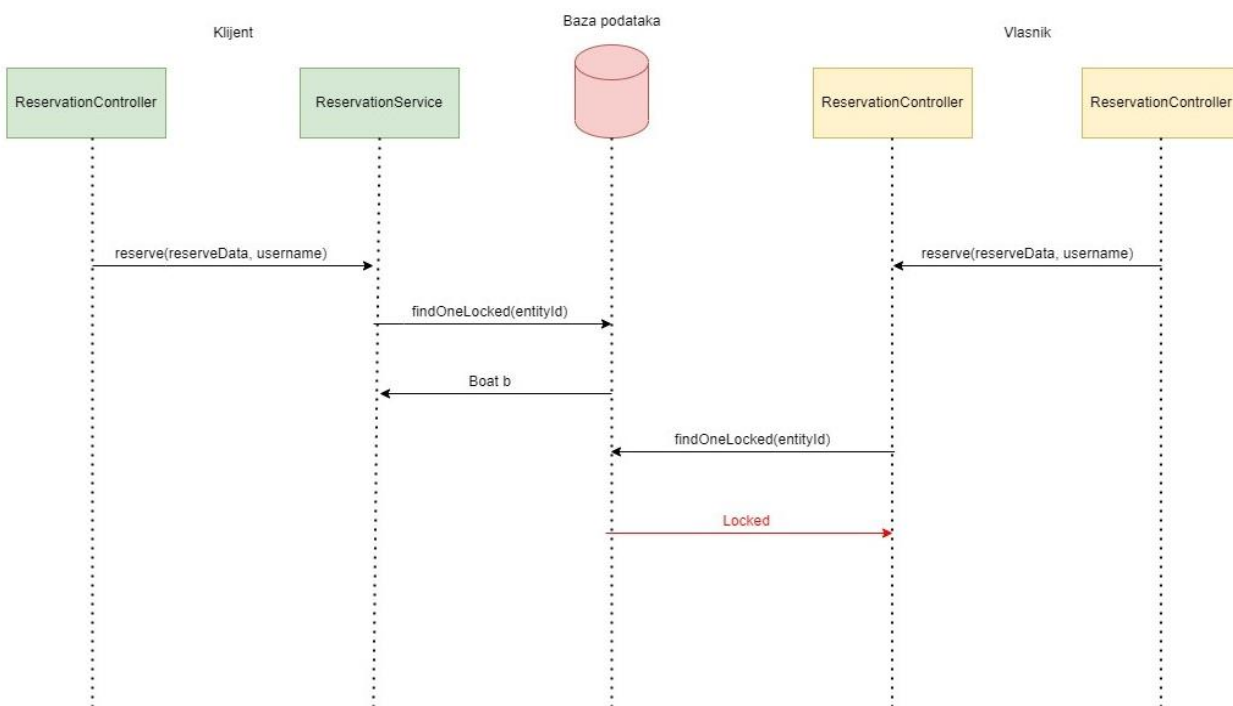 Baza podataka
Klijent
Vlasnik
ReservationController
ReservationService
ReservationController
ReservationController
reserve(reserveData, username)
reserve(reserveData, username)
findOneLocked(entityId)
Boat b
findOneLocked(entityId)
Locked